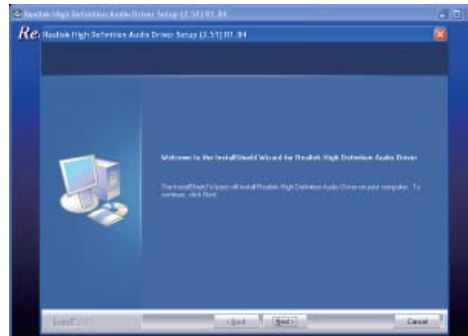 Realtek High Definition Audio Driver Setup (2.51) R1.84
Re
Realtek High Definition Audio Driver Setup (2.51) R1.84
Welcome to the InstallShield Wizard for Realtek High Definition Audio Driver
The InstallShield Wizard will install Realtek High Definition Audio Driver on your computer. To
continue, click Next.
InstallShield
< Back
Next >
Cancel